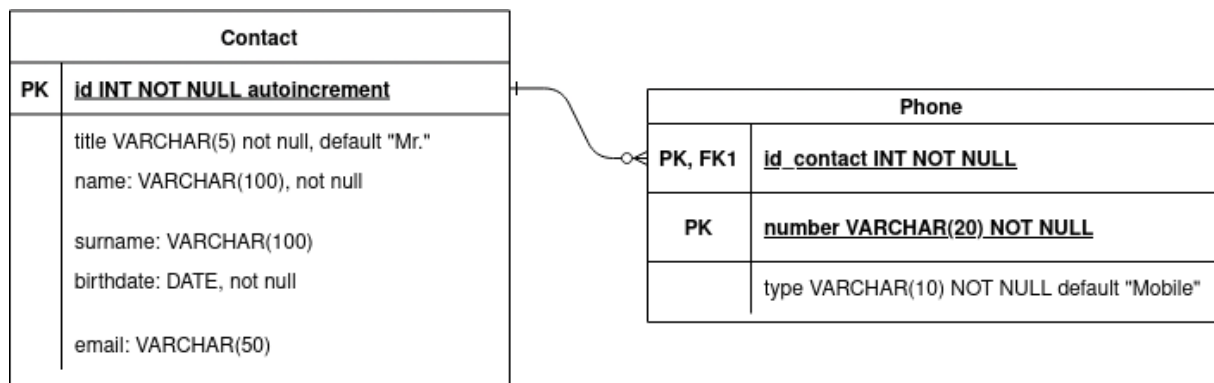 Contact
PK id INT NOT NULL autoincrement
title VARCHAR(5) not null, default "Mr."
name: VARCHAR(100), not null
surname: VARCHAR(100)
birthdate: DATE, not null
email: VARCHAR(50)
Phone
PK, FK1 id_contact INT NOT NULL
PK number VARCHAR(20) NOT NULL
type VARCHAR(10) NOT NULL default "Mobile"